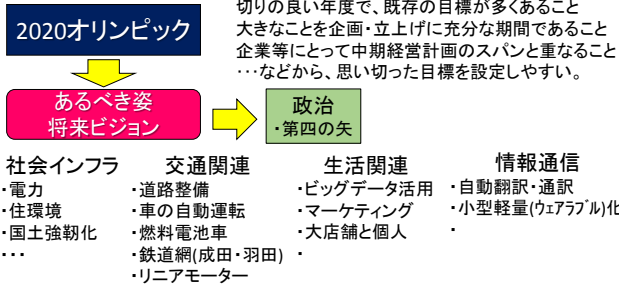 2020オリンピック
切りの良い年度で、既存の目標が多くあること
大きなことを企画・立上げに充分な期間であること
企業等にとって中期経営計画のスパンと重なること
…などから、思い切った目標を設定しやすい。
あるべき姿
将来ビジョン
政治
・第四の矢
社会インフラ
・電力
・住環境
・国土強靭化
・・・
交通関連
・道路整備
・車の自動運転
・燃料電池車
・鉄道網(成田・羽田)
・リニアモーター
生活関連
・ビッグデータ活用
・マーケティング
・大店舗と個人
・
情報通信
・自動翻訳・通訳
・小型軽量(ウェアラブル)化
・